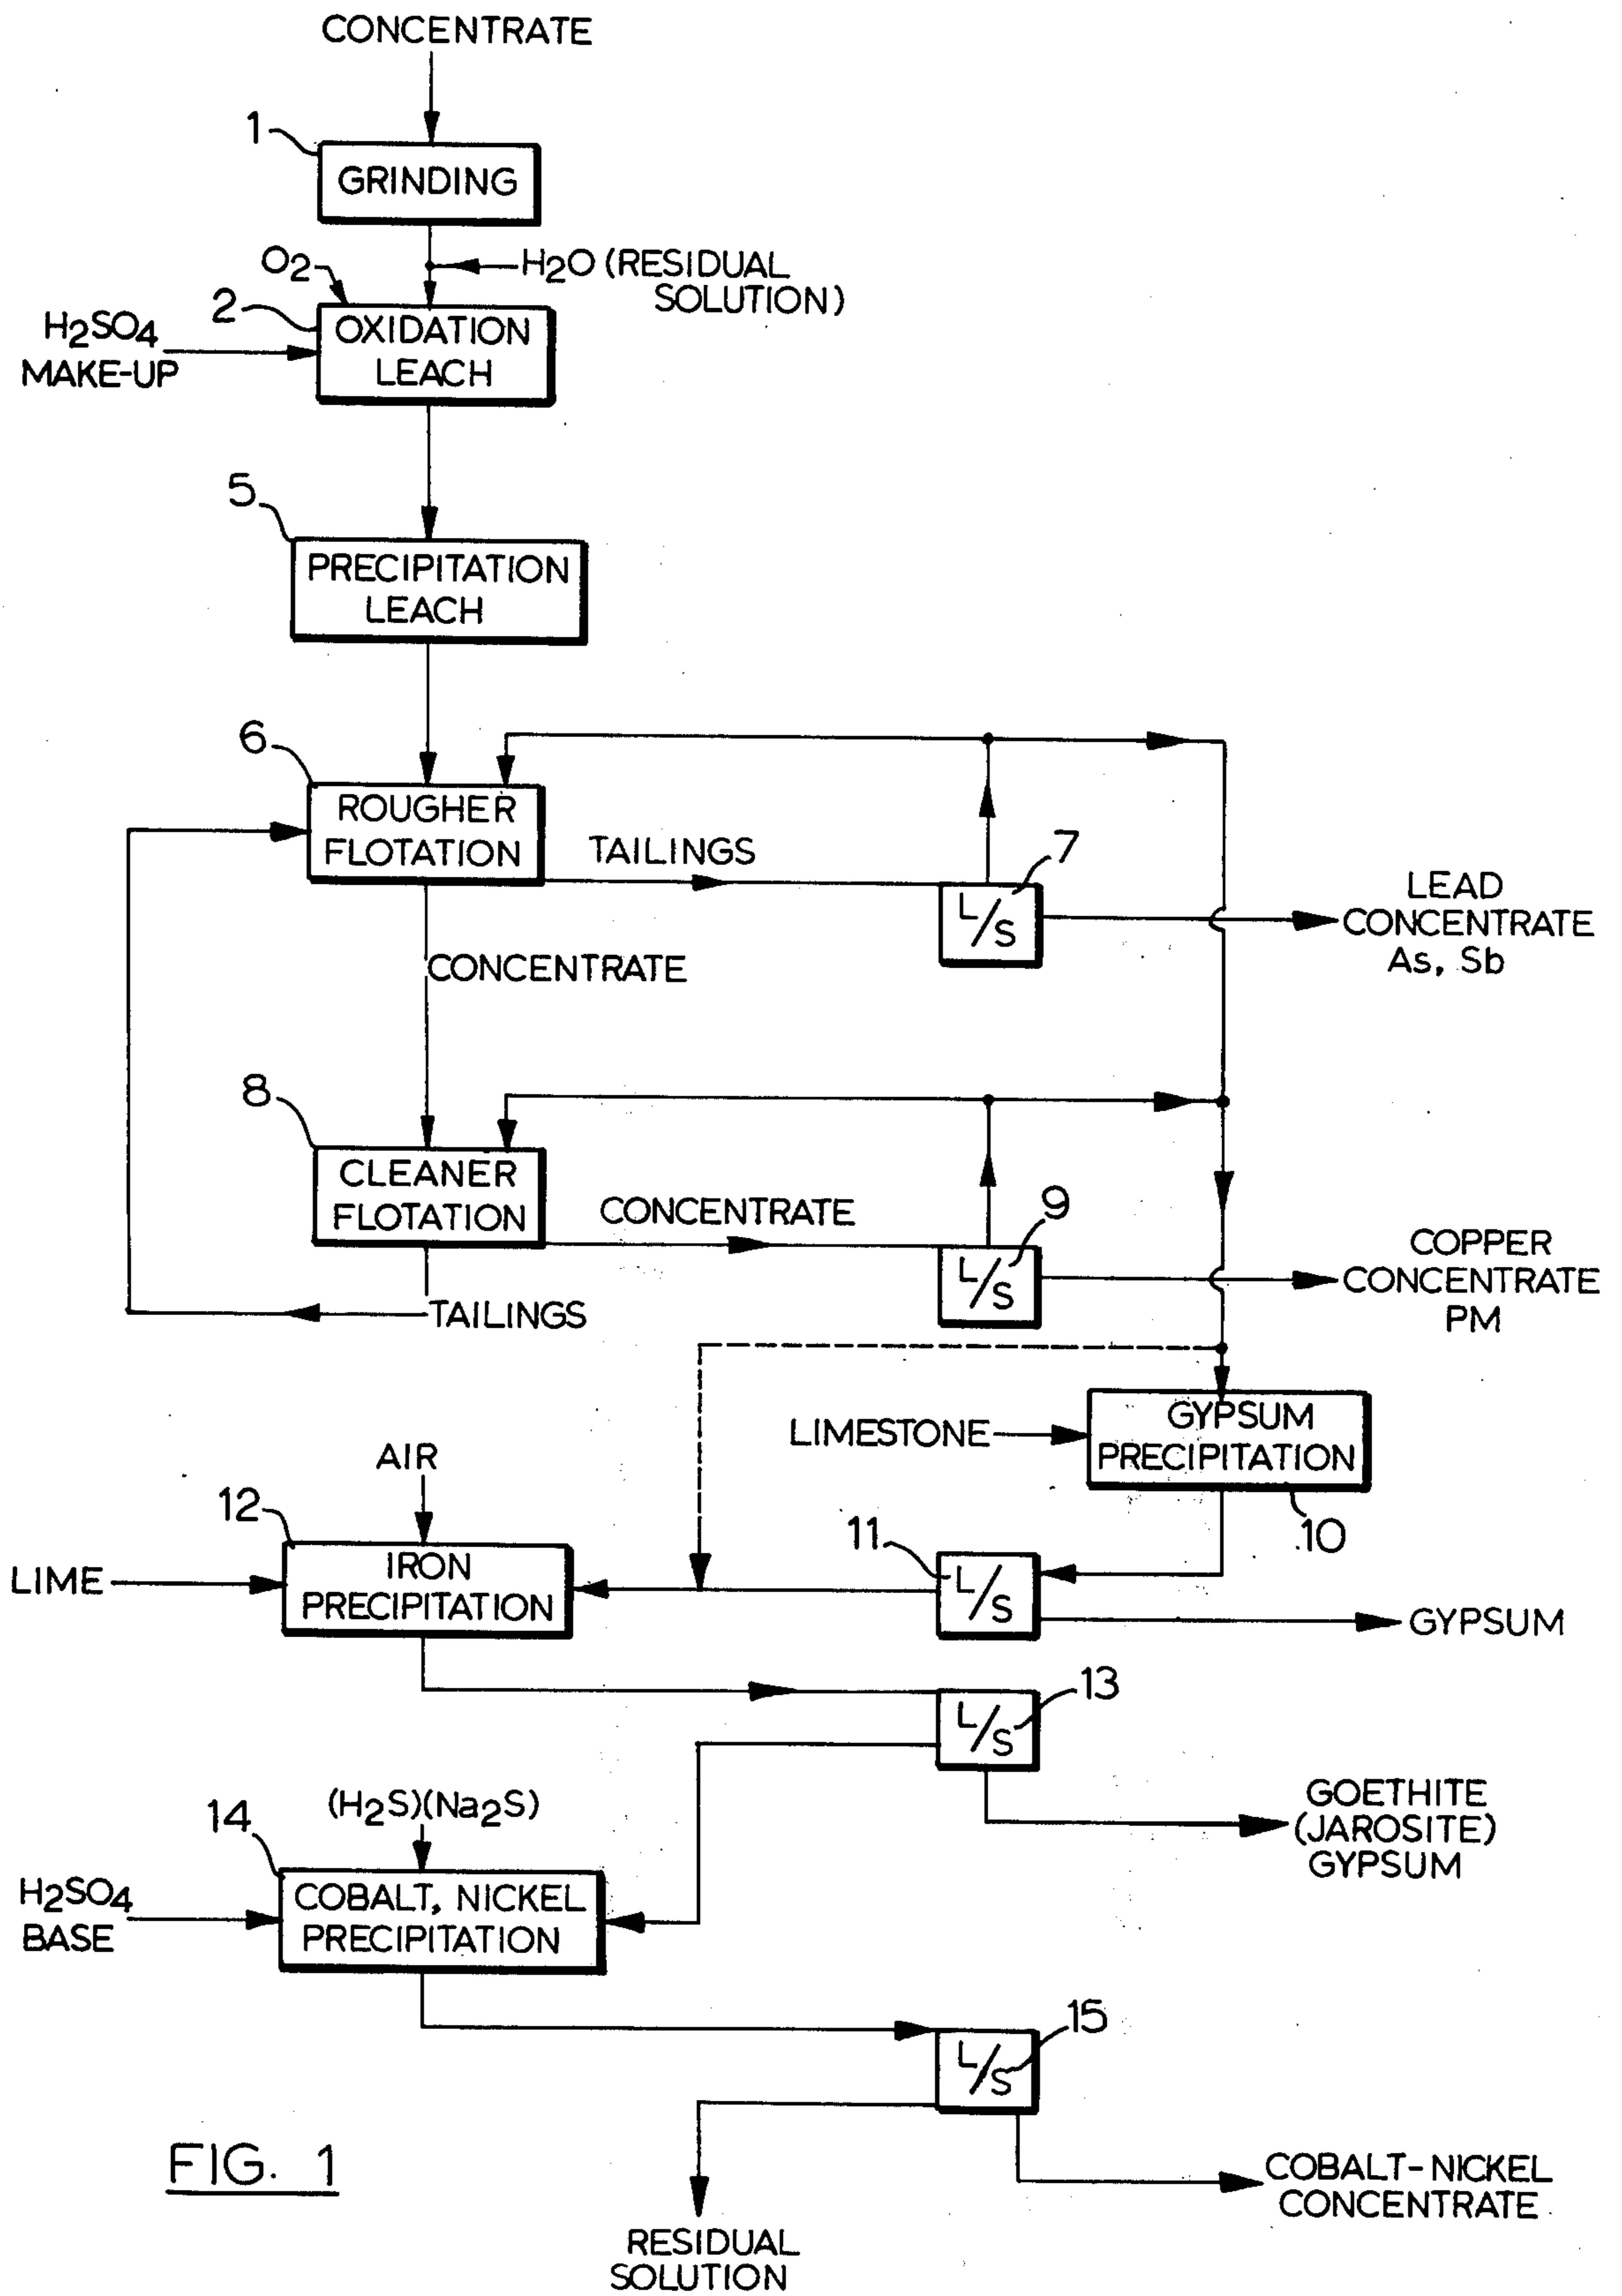 CONCENTRATE
1
GRINDING
O2
H2O (RESIDUAL
SOLUTION)
2
H2SO4
MAKE-UP
OXIDATION
LEACH
5
PRECIPITATION
LEACH
6
ROUGHER
FLOTATION
TAILINGS
7
L/S
LEAD
CONCENTRATE
As, Sb
CONCENTRATE
8
CLEANER
FLOTATION
CONCENTRATE
9
L/S
COPPER
CONCENTRATE
PM
TAILINGS
LIMESTONE
GYPSUM
PRECIPITATION
10
AIR
12
LIME
IRON
PRECIPITATION
11
L/S
GYPSUM
13
L/S
GOETHITE
(JAROSITE)
GYPSUM
(H2S)(Na2S)
14
H2SO4
BASE
COBALT, NICKEL
PRECIPITATION
15
L/S
FIG. 1
COBALT-NICKEL
CONCENTRATE
RESIDUAL
SOLUTION